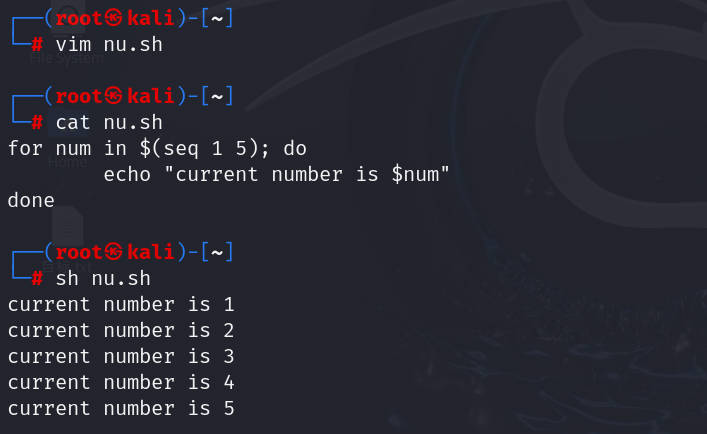 ┌──(root㉿kali)-[~]
└─# vim nu.sh
File System
┌──(root㉿kali)-[~]
└─# cat nu.sh
for num in $(seq 1 5); do
Home
        echo "current number is $num"
done
┌──(root㉿kali)-[~]
└─# sh nu.sh
current number is 1
current number is 2
current number is 3
current number is 4
current number is 5